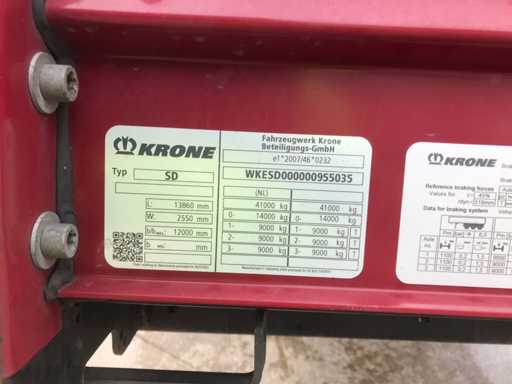 KRONE
Typ SD
L: 13860 mm
W: 2550 mm
12000 mm
b mm
Fahrzeugwerk Krone
Beteiligungs-GmbH
e1*2007/46*0232
WKESD000000955035
(NL)
41000 kg 41000 kg
0- 14000 kg 0- 14000 kg
1- 9000 kg 1- 9000 kg T
2- 9000 kg 2- 9000 kg T
3- 9000 kg 3- 9000 kg T
KRONE
Reference braking forces
Data for braking system